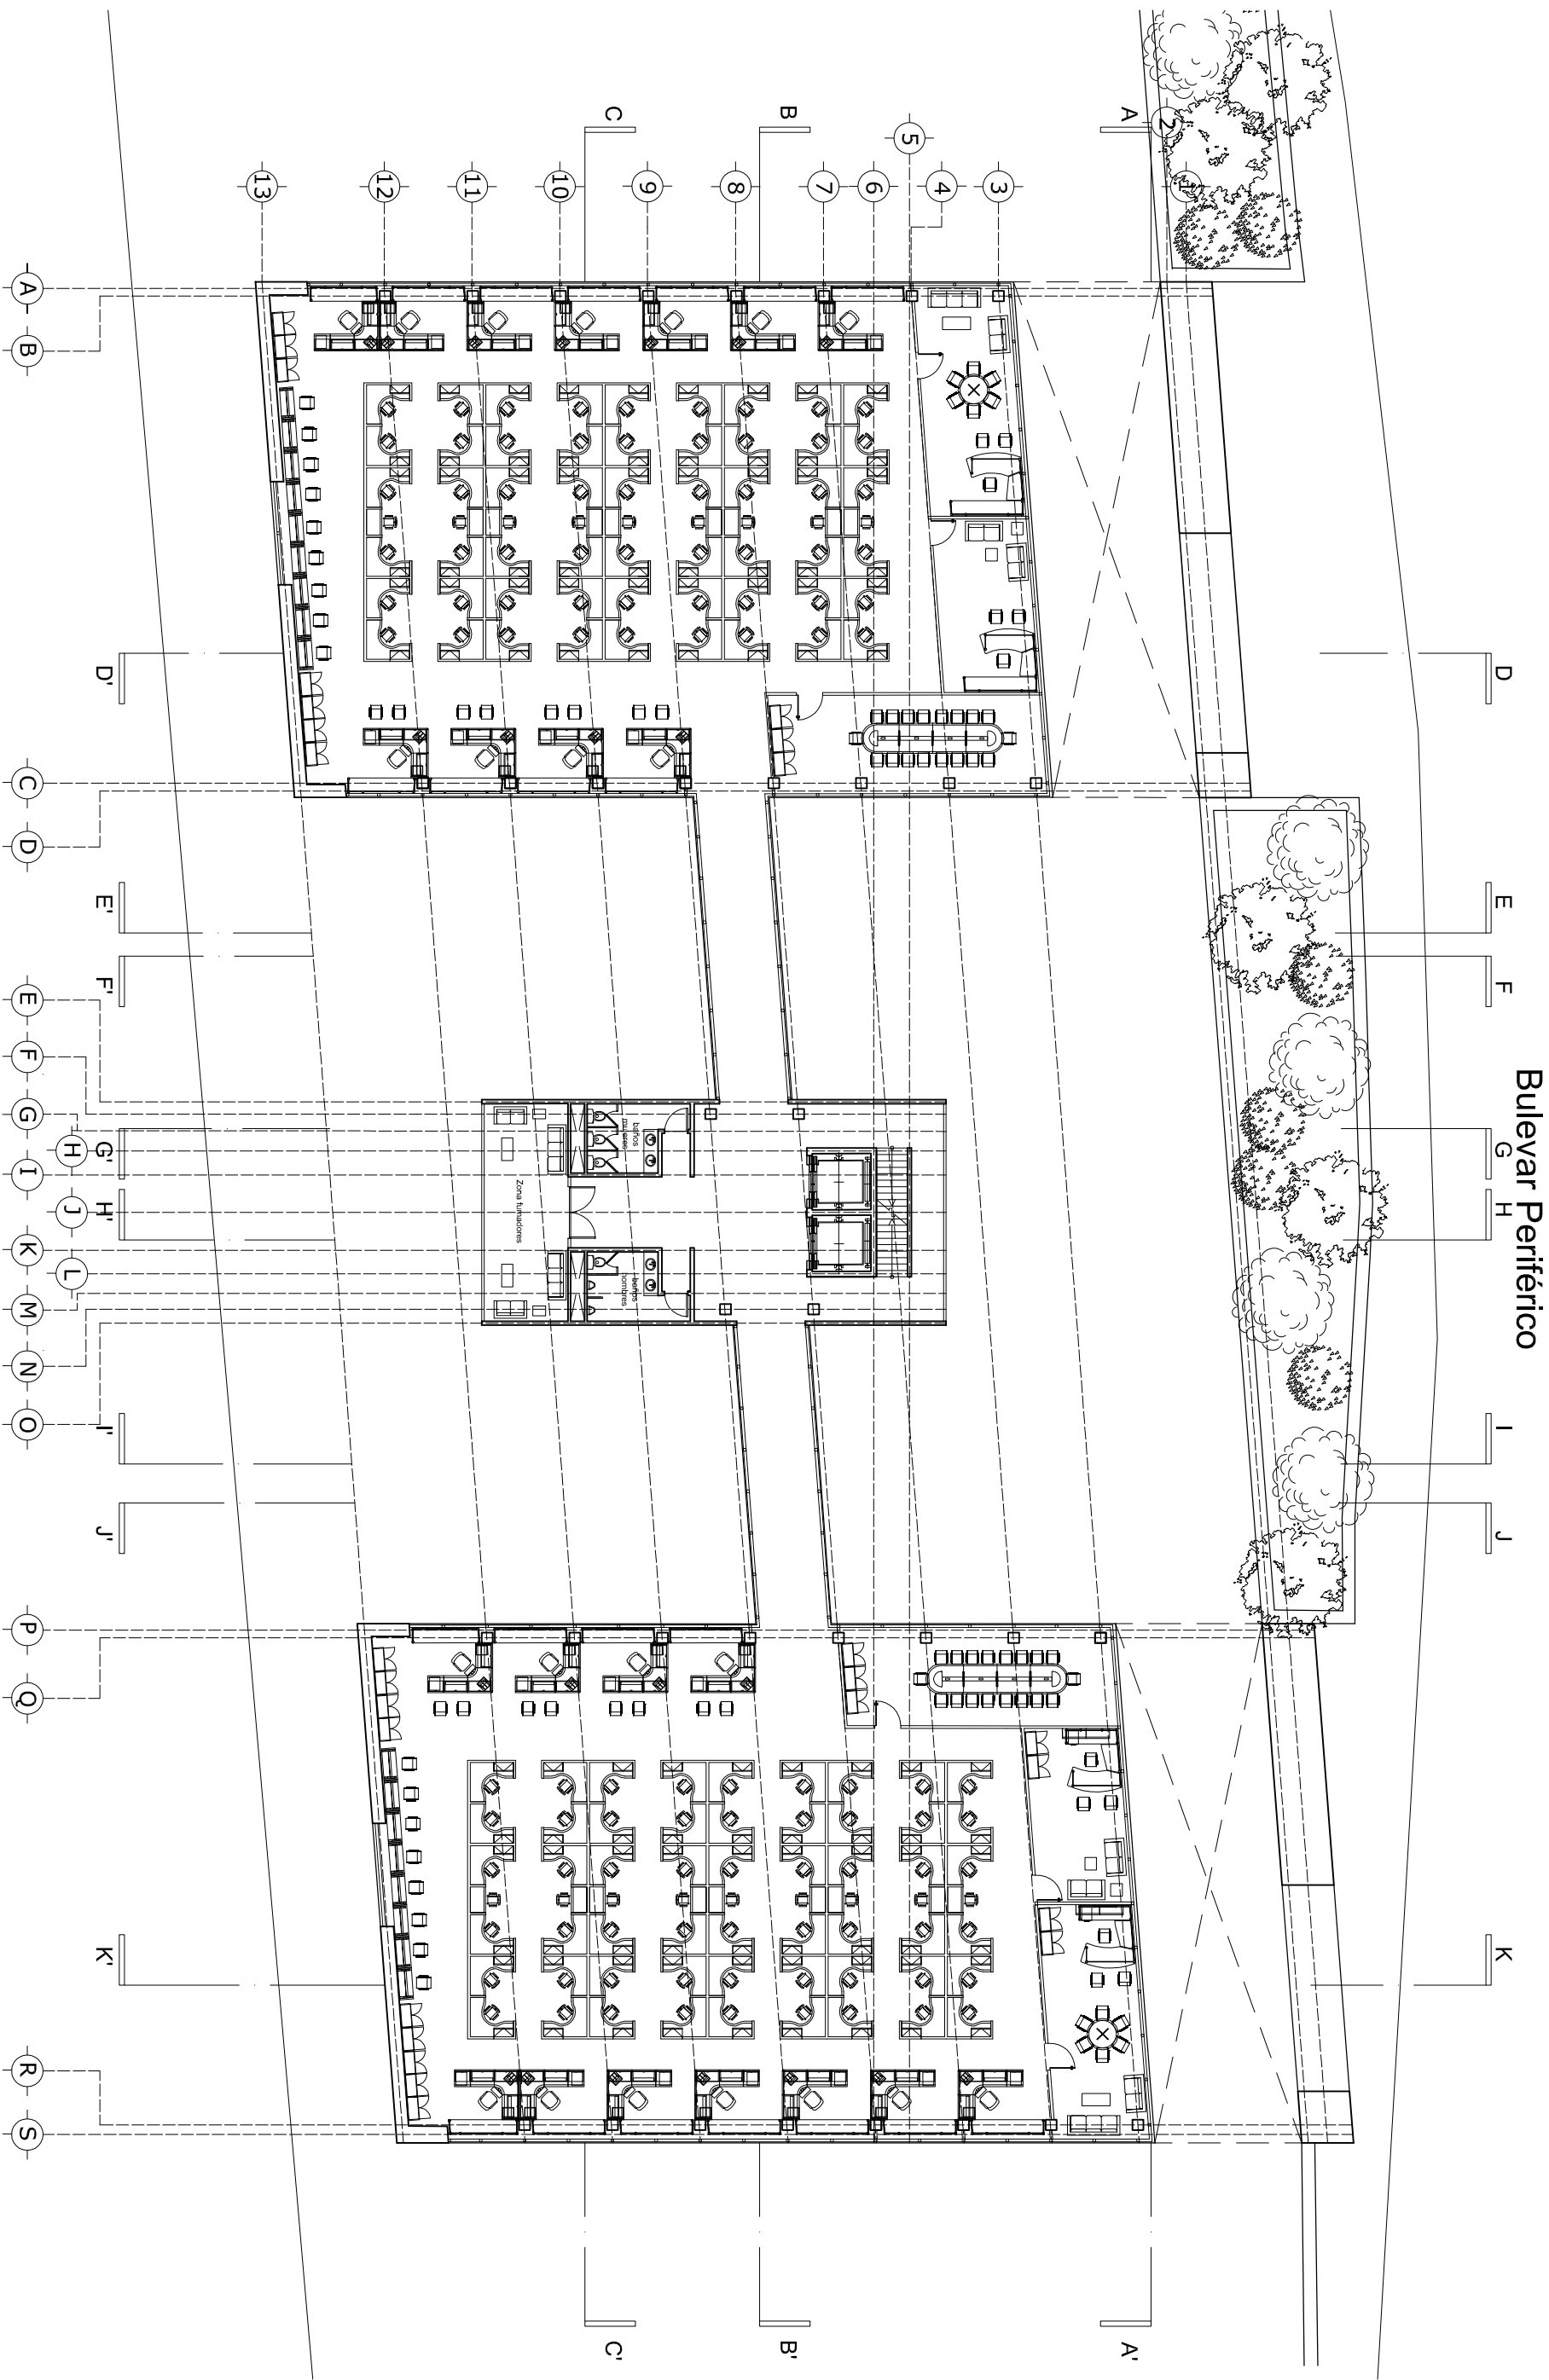 Bulevar Periférico
D
E
F
G
H
I
J
K
A
B
C
2
1
3
4
5
6
7
8
9
10
11
12
13
baños
mujeres
Zona fumadores
baños
hombres
A'
B'
C'
D'
E'
F'
G'
H'
I'
J'
K'
A
B
C
D
E
F
G
H
I
J
K
L
M
N
O
P
Q
R
S